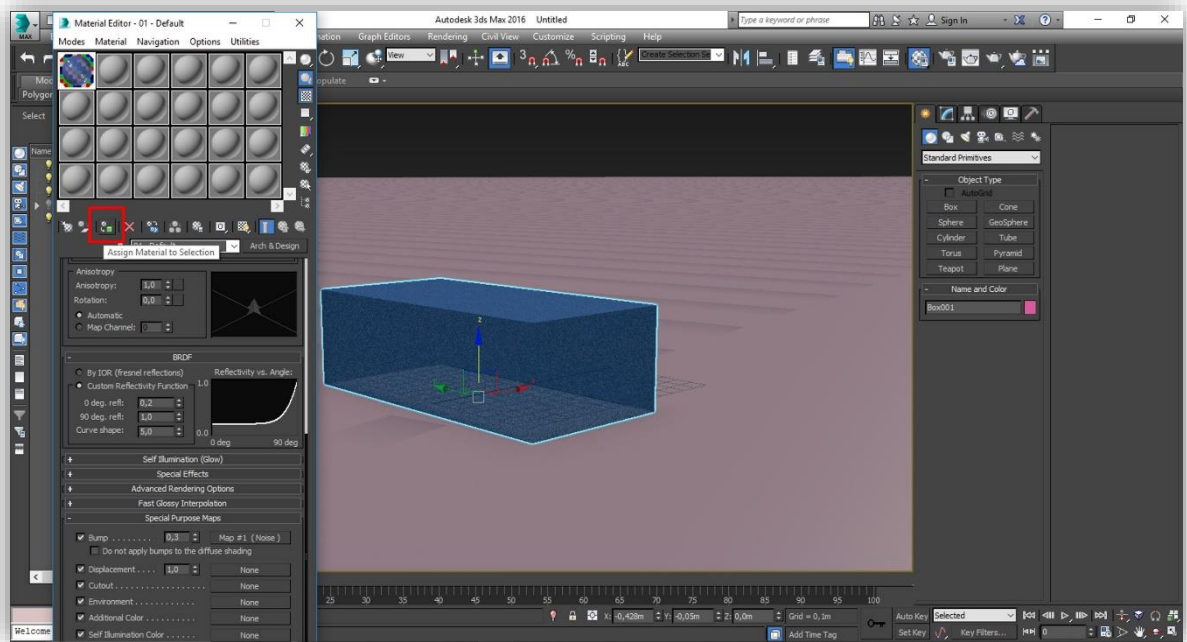 Material Editor - 01 - Default
Autodesk 3ds Max 2016 Untitled
Type a keyword or phrase
Sign In
MAX
Modes Material Navigation Options Utilities
Graph Editors Rendering Civil View Customize Scripting Help
View
Create Selection Se
Polygon
Select
Name
Assign Material to Selection
Arch & Design
Anisotropy
Anisotropy: 1,0
Rotation: 0,0
Automatic
Map Channel:
BRDF
By IOR (fresnel reflections) Reflectivity vs. Angle:
Custom Reflectivity Function 1.0
0 deg. refl: 0,2
90 deg. refl: 1,0
Curve shape: 5,0 0.0
0 deg 90 deg
+ Self Illumination (Glow)
+ Special Effects
+ Advanced Rendering Options
+ Fast Glossy Interpolation
- Special Purpose Maps
Bump . . . . . . . . 0,3 Map #1 ( Noise )
Do not apply bumps to the diffuse shading
Displacement . . . . 1,0 None
Cutout . . . . . . . . . . . . . . . . . . None
Environment . . . . . . . . . . . . None
Additional Color . . . . . . . . . None
Self Illumination Color . . . . . . None
z
Standard Primitives
- Object Type
AutoGrid
Box Cone
Sphere GeoSphere
Cylinder Tube
Torus Pyramid
Teapot Plane
- Name and Color
Box001
25 30 35 40 45 50 55 60 65 70 75 80 85 90 95 100
X: -0,428m Y: -0,05m Z: 0,0m Grid = 0,1m
Add Time Tag
Auto Key Selected
Set Key Key Filters... 0
Welcome